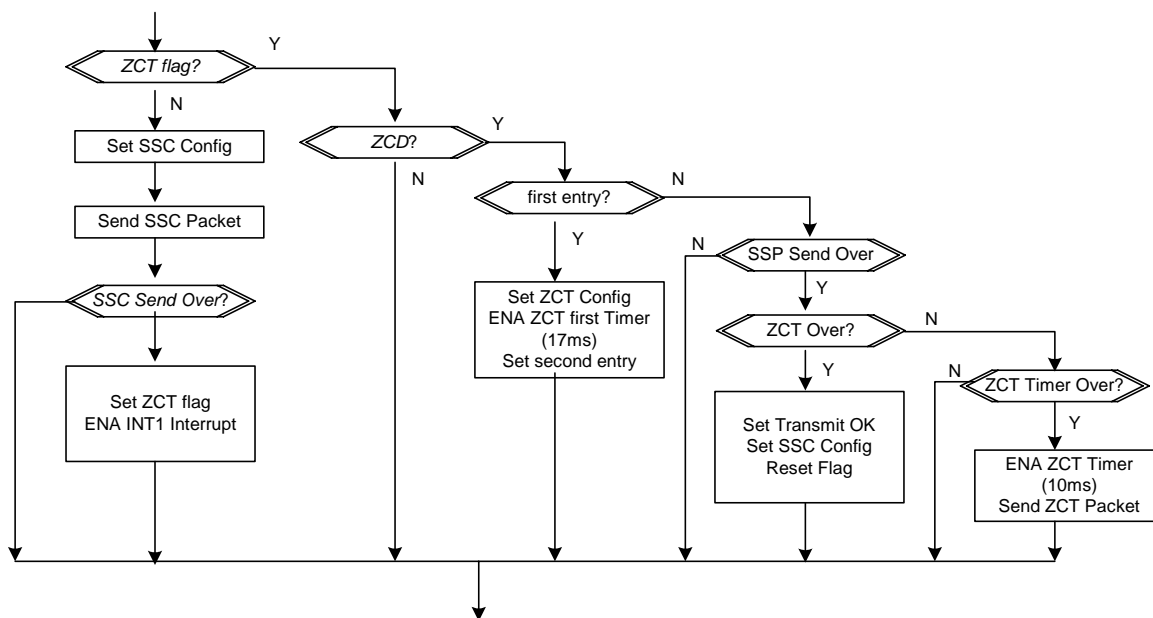 ZCT flag?
Y
N
Set SSC Config
Send SSC Packet
SSC Send Over?
Set ZCT flag
ENA INT1 Interrupt
ZCD?
Y
N
first entry?
N
Y
Set ZCT Config
ENA ZCT first Timer
(17ms)
Set second entry
SSP Send Over
N
Y
ZCT Over?
N
Y
Set Transmit OK
Set SSC Config
Reset Flag
ZCT Timer Over?
N
Y
ENA ZCT Timer
(10ms)
Send ZCT Packet